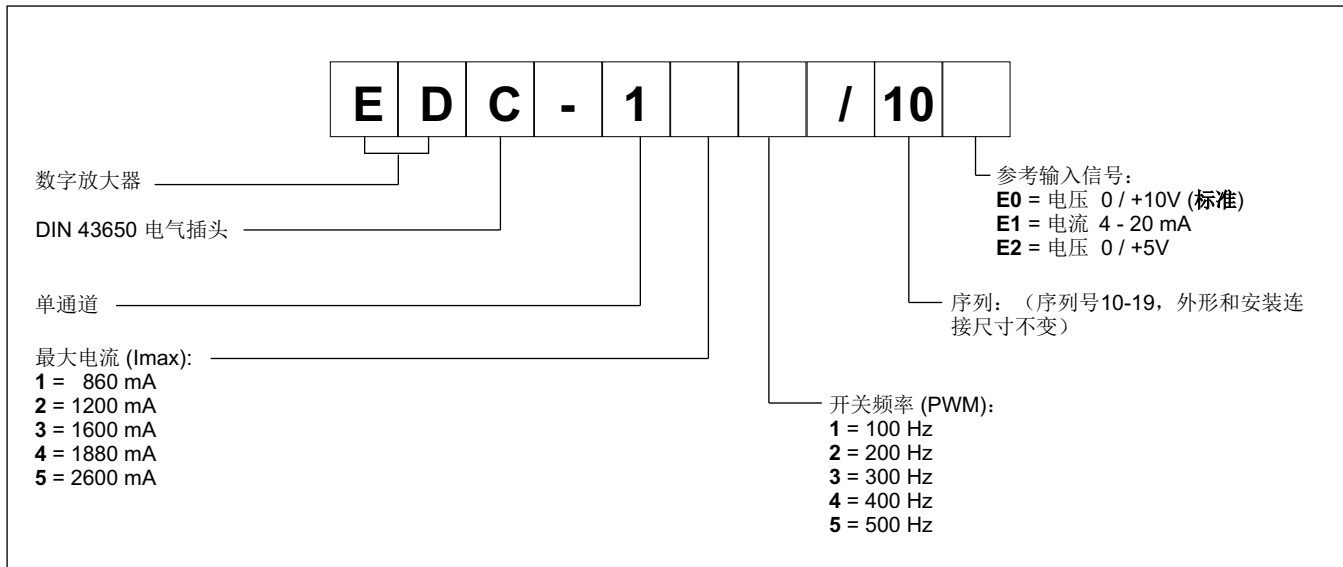 E D C - 1 / 10
数字放大器
DIN 43650 电气插头
单通道
最大电流 (Imax):
1 = 860 mA
2 = 1200 mA
3 = 1600 mA
4 = 1880 mA
5 = 2600 mA
参考输入信号:
E0 = 电压 0 / +10V (标准)
E1 = 电流 4 - 20 mA
E2 = 电压 0 / +5V
序列: （序列号10-19，外形和安装连
接尺寸不变）
开关频率 (PWM):
1 = 100 Hz
2 = 200 Hz
3 = 300 Hz
4 = 400 Hz
5 = 500 Hz